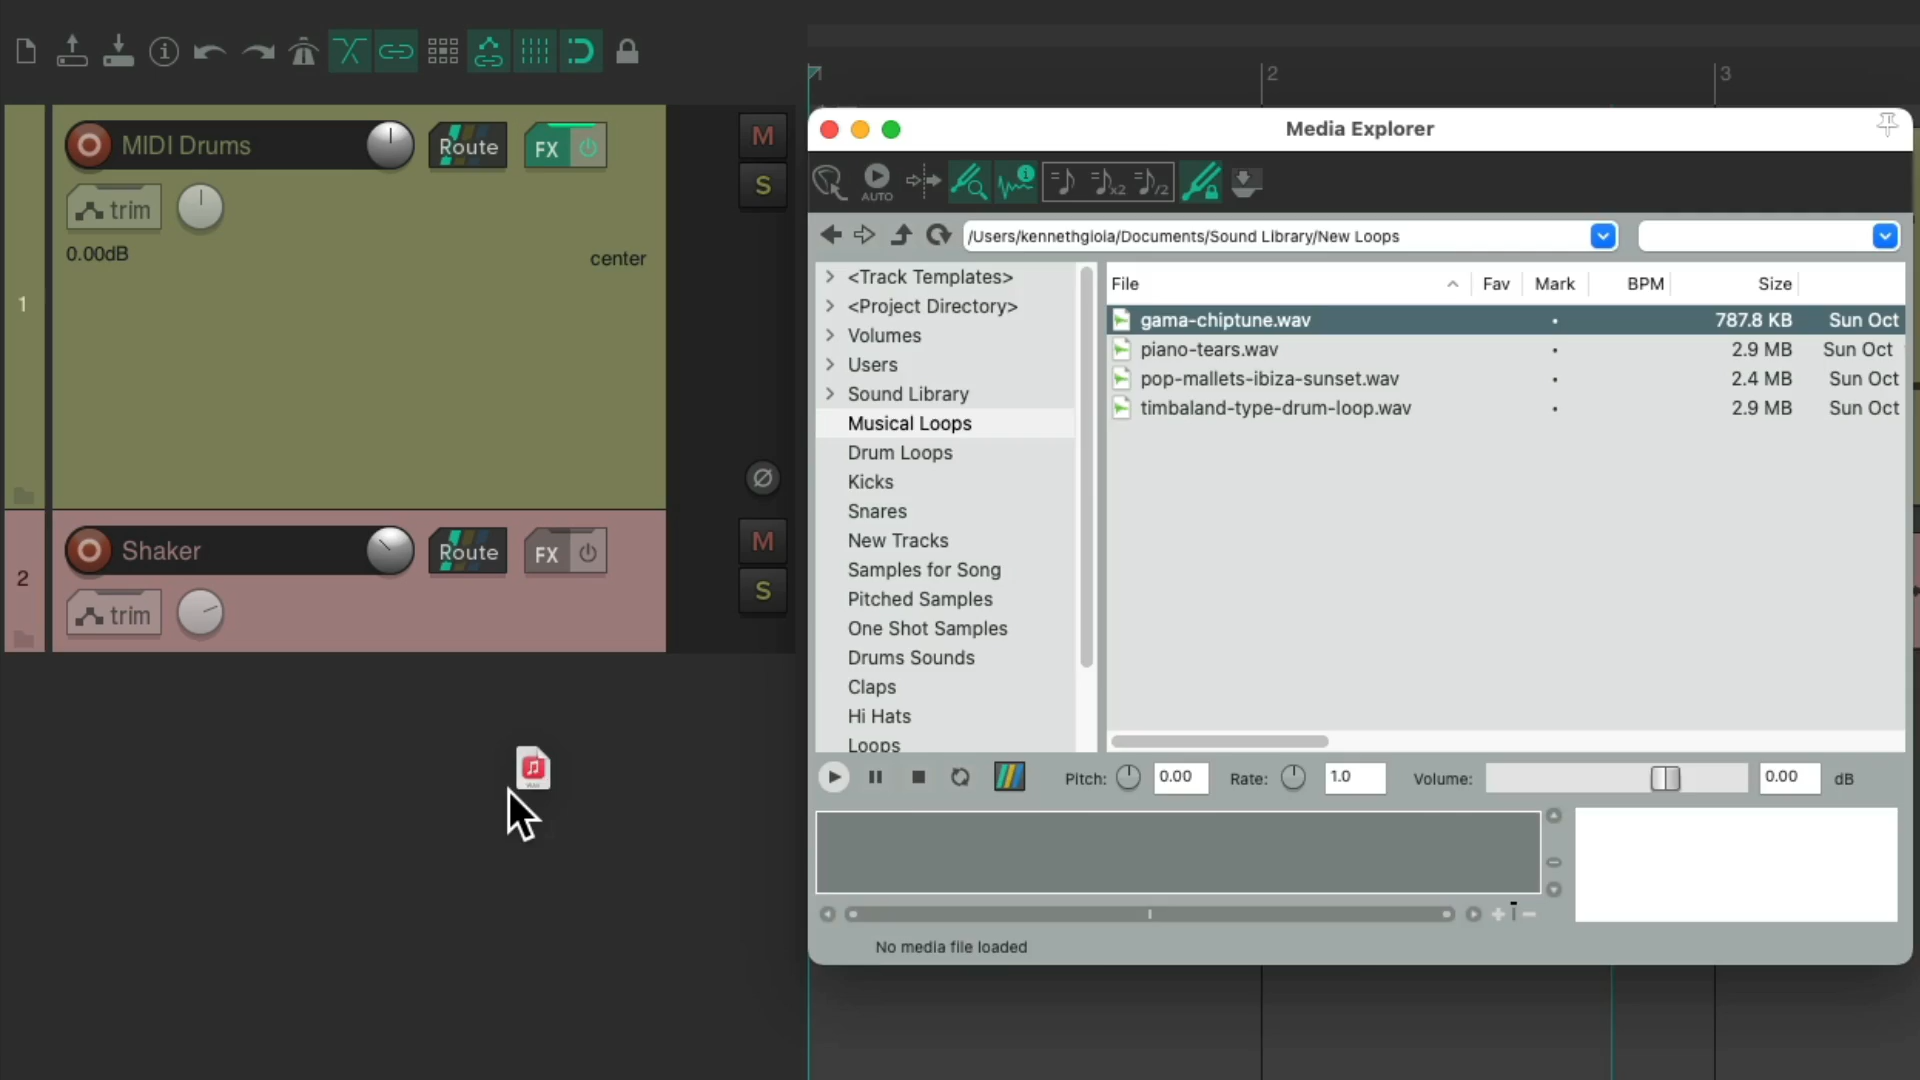 1
2
3
MIDI Drums
Route
FX
M
S
trim
0.00dB
center
1
Shaker
Route
FX
M
S
trim
2
Media Explorer
AUTO
x2
/2
/Users/kennethgiola/Documents/Sound Library/New Loops
<Track Templates>
<Project Directory>
Volumes
Users
Sound Library
Musical Loops
Drum Loops
Kicks
Snares
New Tracks
Samples for Song
Pitched Samples
One Shot Samples
Drums Sounds
Claps
Hi Hats
Loops
File Fav Mark BPM Size
gama-chiptune.wav 787.8 KB Sun Oct
piano-tears.wav 2.9 MB Sun Oct
pop-mallets-ibiza-sunset.wav 2.4 MB Sun Oct
timbaland-type-drum-loop.wav 2.9 MB Sun Oct
Pitch: 0.00 Rate: 1.0 Volume: 0.00 dB
No media file loaded